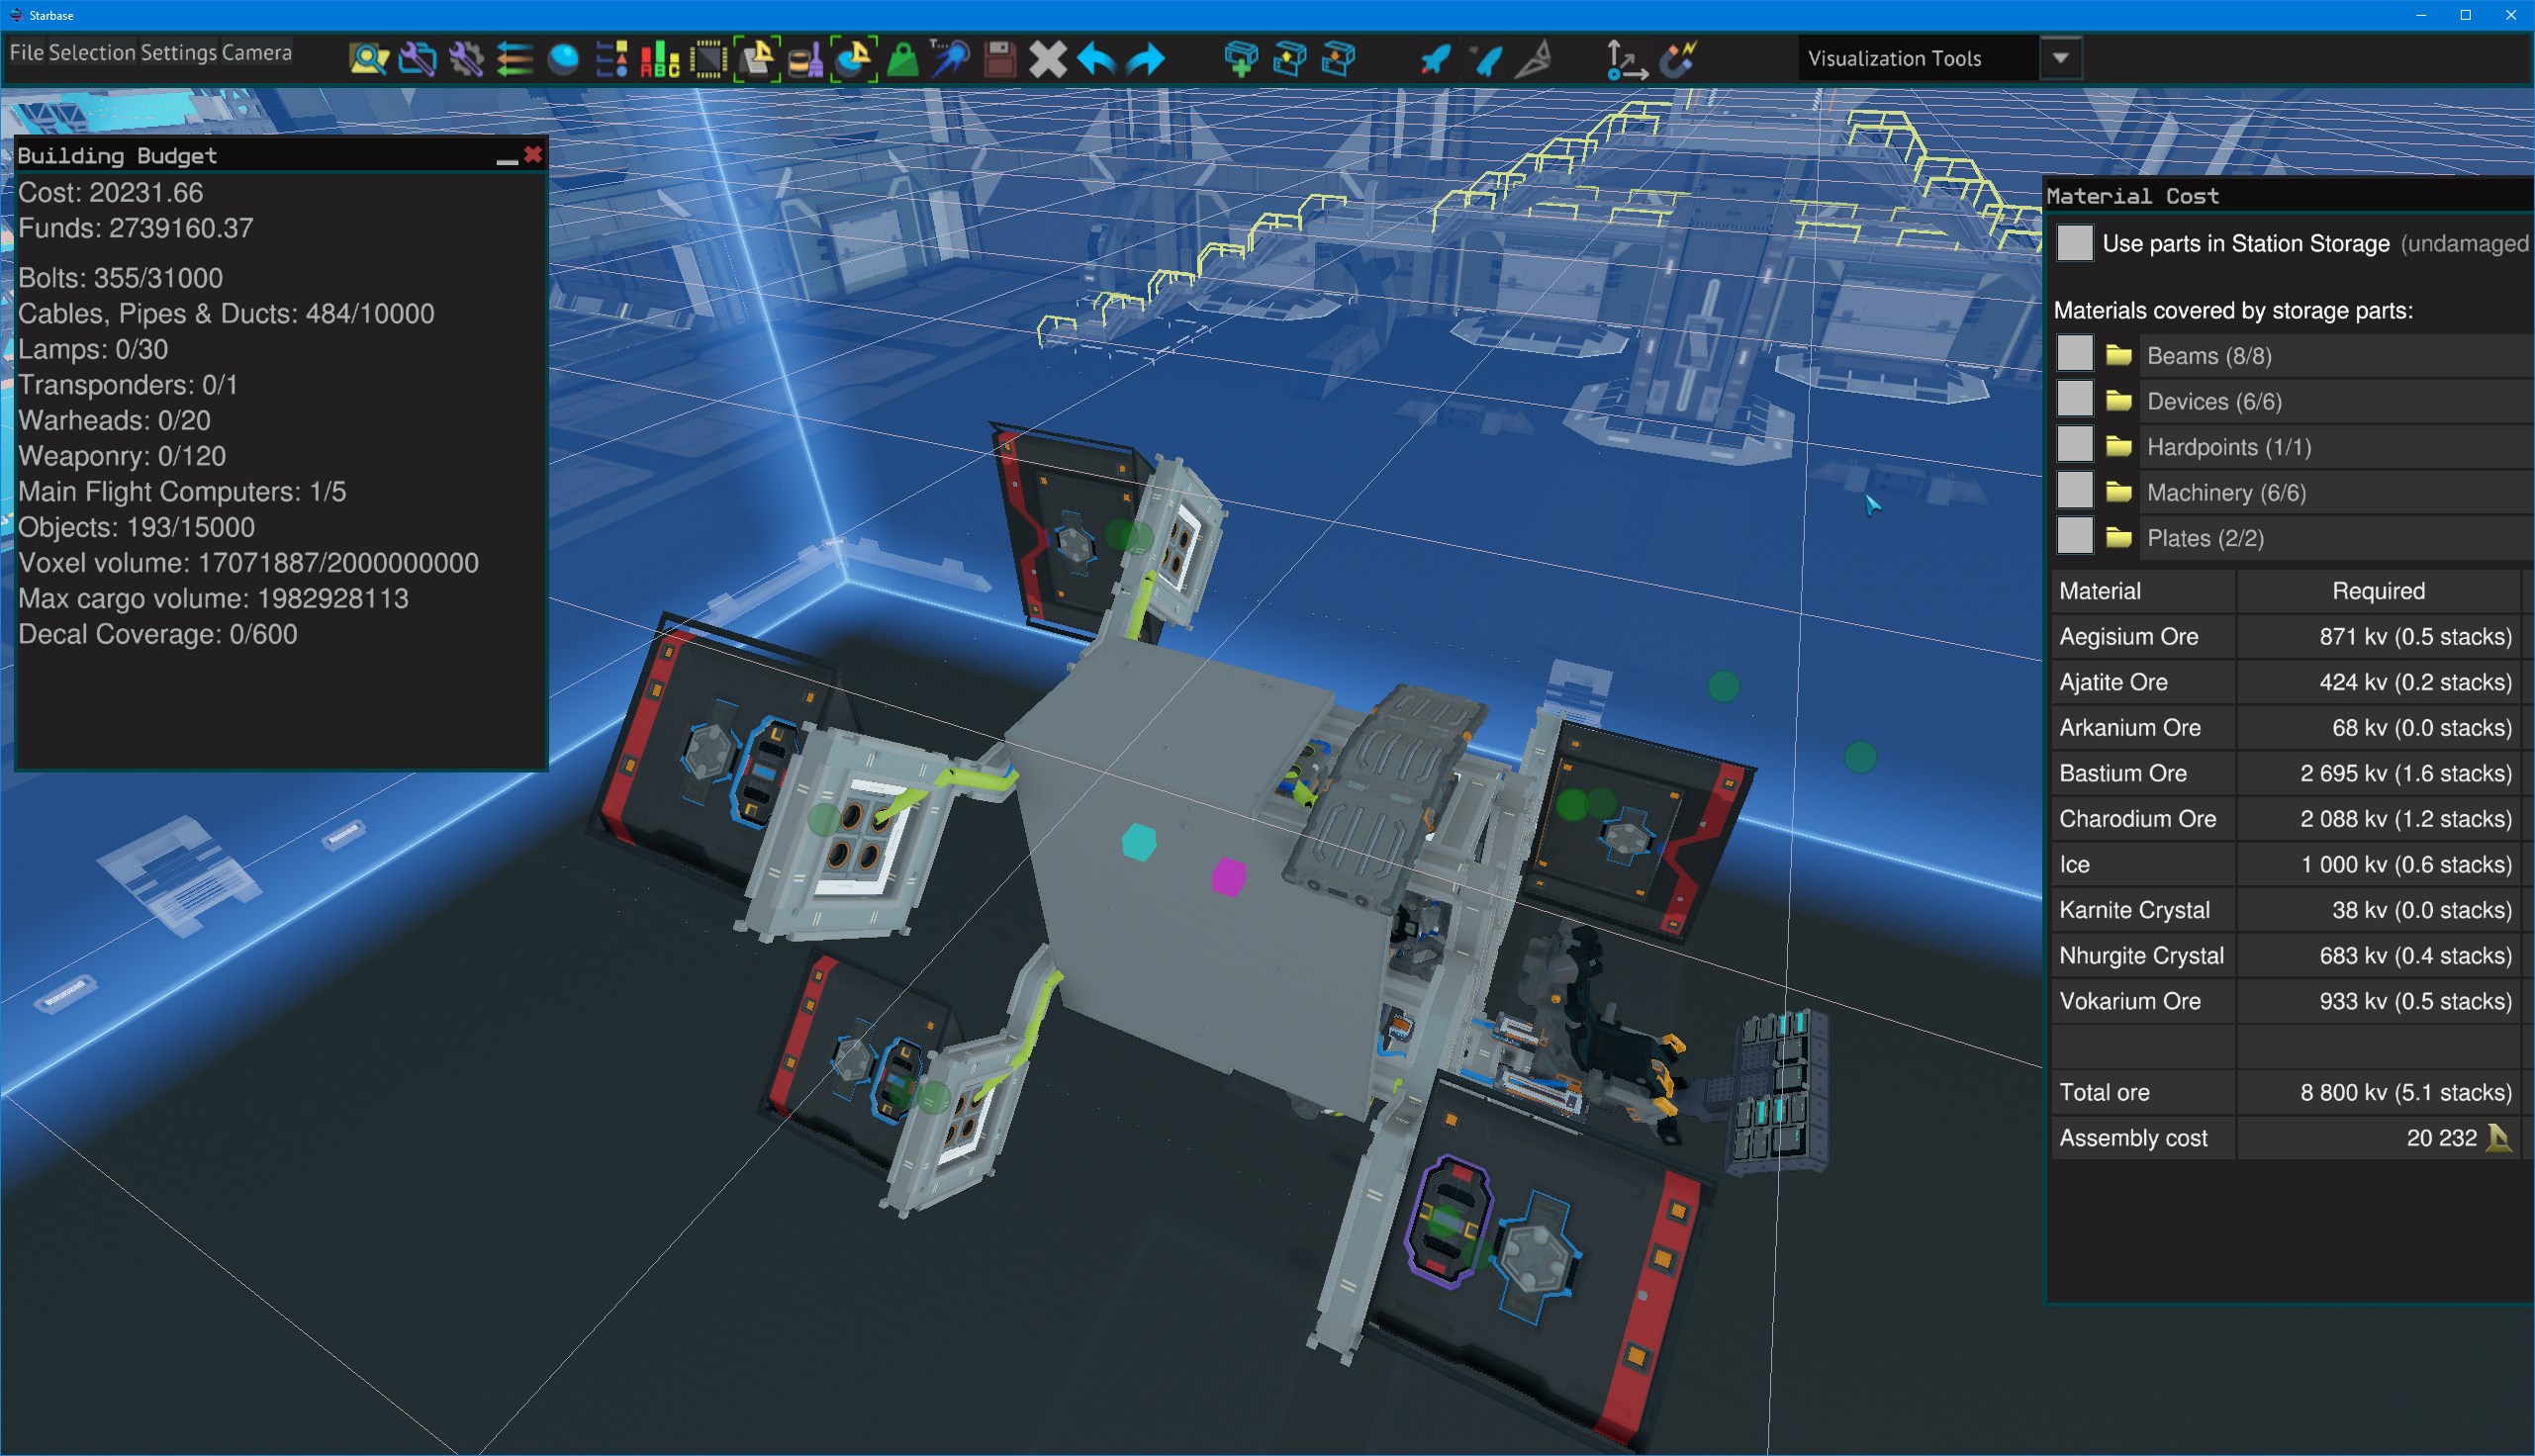 Starbase
File Selection Settings Camera
Visualization Tools
Building Budget
Cost: 20231.66
Funds: 2739160.37
Bolts: 355/31000
Cables, Pipes & Ducts: 484/10000
Lamps: 0/30
Transponders: 0/1
Warheads: 0/20
Weaponry: 0/120
Main Flight Computers: 1/5
Objects: 193/15000
Voxel volume: 17071887/2000000000
Max cargo volume: 1982928113
Decal Coverage: 0/600
Material Cost
Use parts in Station Storage (undamaged
Materials covered by storage parts:
Beams (8/8)
Devices (6/6)
Hardpoints (1/1)
Machinery (6/6)
Plates (2/2)
Material Required
Aegisium Ore 871 kv (0.5 stacks)
Ajatite Ore 424 kv (0.2 stacks)
Arkanium Ore 68 kv (0.0 stacks)
Bastium Ore 2 695 kv (1.6 stacks)
Charodium Ore 2 088 kv (1.2 stacks)
Ice 1 000 kv (0.6 stacks)
Karnite Crystal 38 kv (0.0 stacks)
Nhurgite Crystal 683 kv (0.4 stacks)
Vokarium Ore 933 kv (0.5 stacks)
Total ore 8 800 kv (5.1 stacks)
Assembly cost 20 232